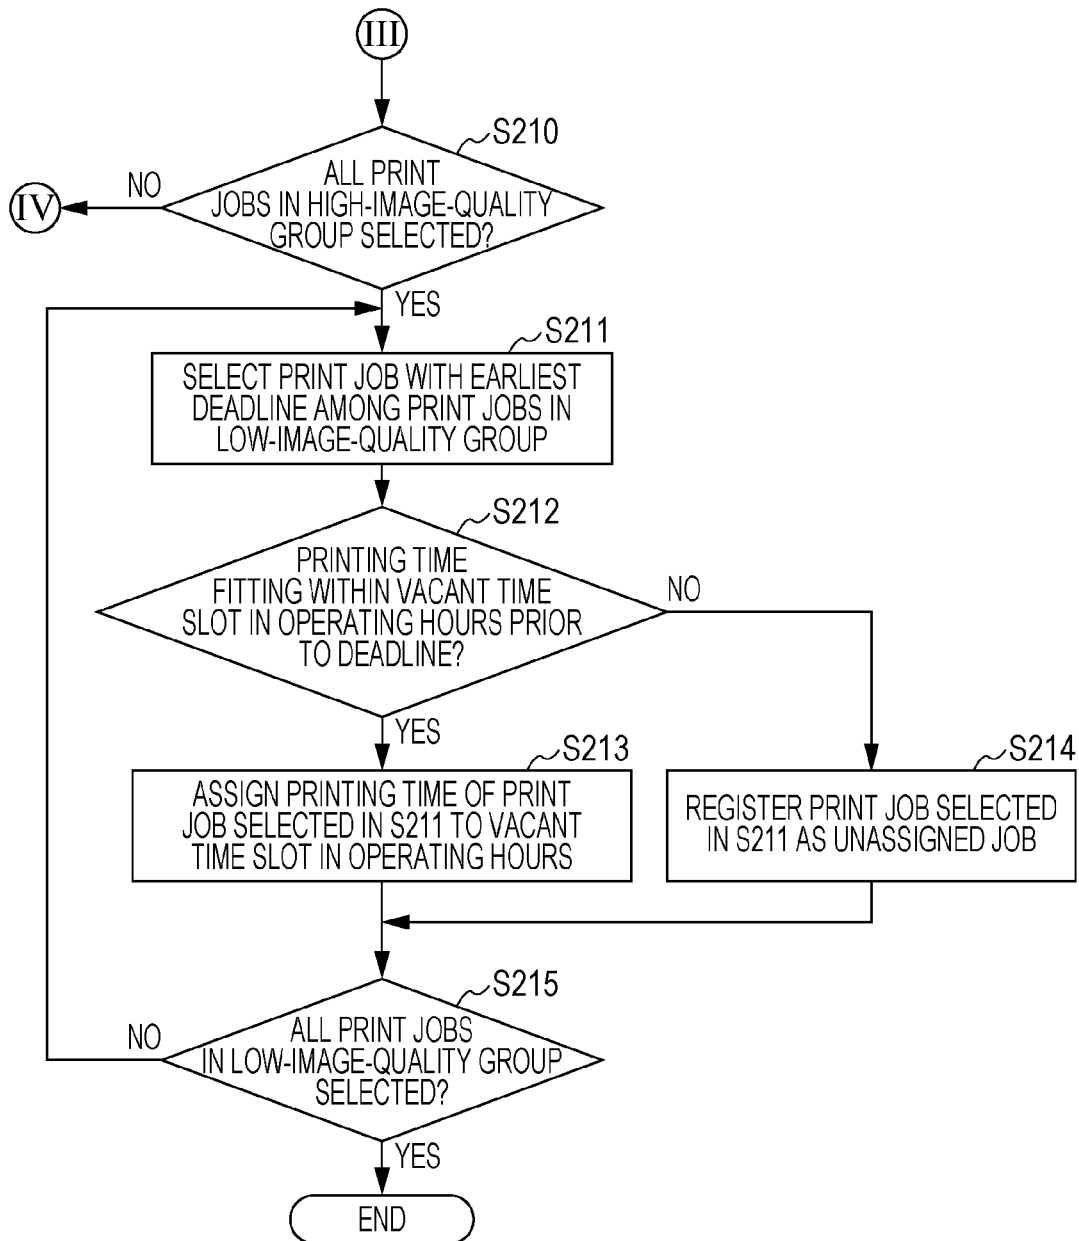 III
S210
ALL PRINT
JOBS IN HIGH-IMAGE-QUALITY
GROUP SELECTED?
NO
IV
YES
S211
SELECT PRINT JOB WITH EARLIEST
DEADLINE AMONG PRINT JOBS IN
LOW-IMAGE-QUALITY GROUP
S212
PRINTING TIME
FITTING WITHIN VACANT TIME
SLOT IN OPERATING HOURS PRIOR
TO DEADLINE?
NO
YES
S213
ASSIGN PRINTING TIME OF PRINT
JOB SELECTED IN S211 TO VACANT
TIME SLOT IN OPERATING HOURS
S214
REGISTER PRINT JOB SELECTED
IN S211 AS UNASSIGNED JOB
S215
ALL PRINT JOBS
IN LOW-IMAGE-QUALITY GROUP
SELECTED?
NO
YES
END